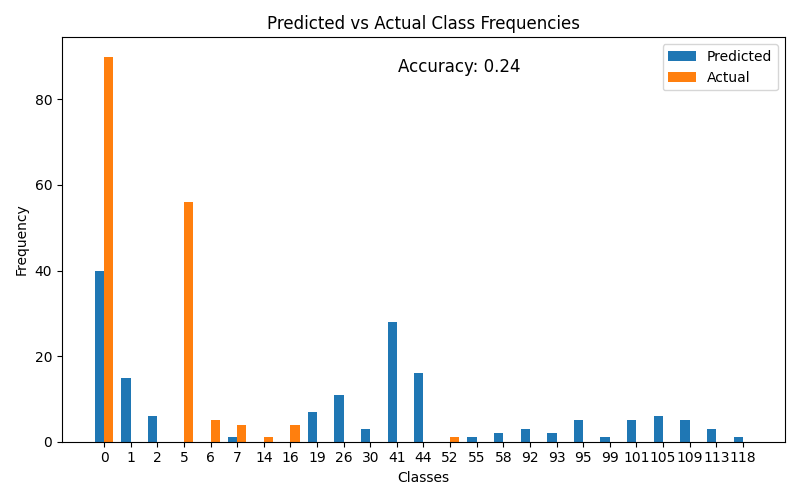 Predicted vs Actual Class Frequencies
Accuracy: 0.24
Predicted
Actual
Frequency
80
60
40
20
0
0 1 2 5 6 7 14 16 19 26 30 41 44 52 55 58 92 93 95 99 101 105 109 113 118
Classes